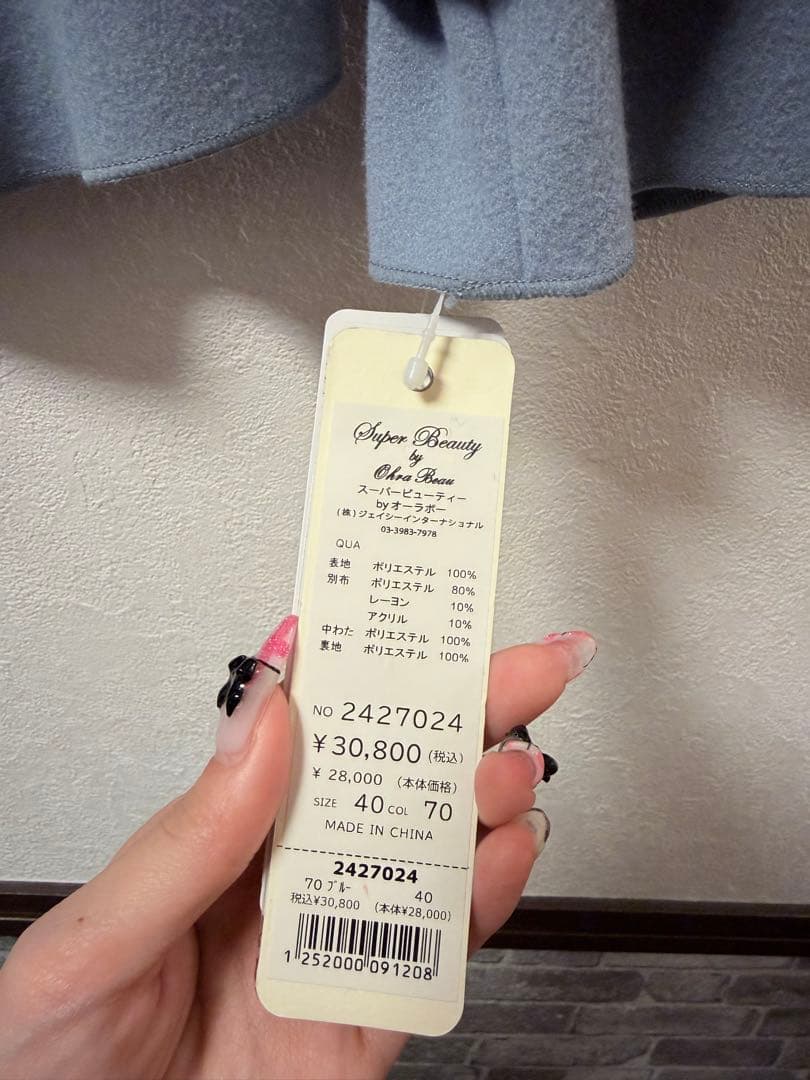 Super Beauty
by
Ohra Beau
スーパービューティー
byオーラボー
(株)ジェイシーインターナショナル
03-3983-7978
QUA
表地 ポリエステル 100%
別布 ポリエステル 80%
レーヨン 10%
アクリル 10%
中わた ポリエステル 100%
裏地 ポリエステル 100%
NO 2427024
¥30,800 (税込)
¥ 28,000 (本体価格)
SIZE 40 COL 70
MADE IN CHINA
2427024
70 ﾌﾞﾙｰ 40
税込¥30,800 (本体¥28,000)
1 252000 091208